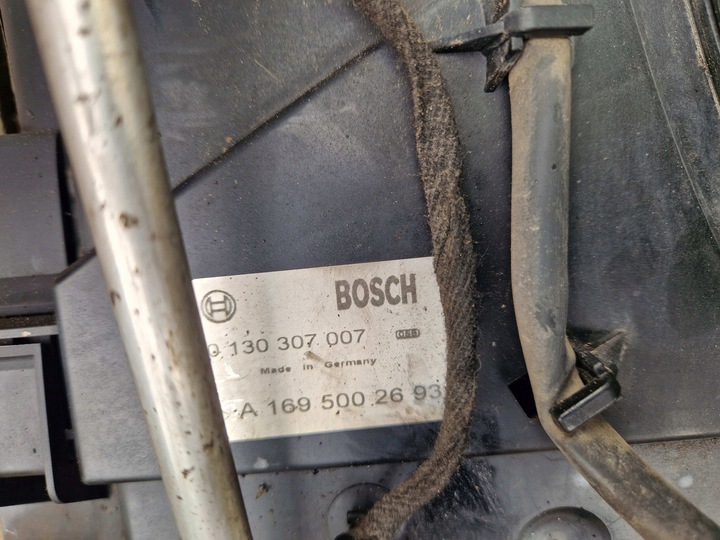 BOSCH
0 130 307 007
Made in Germany
A 169 500 26 93